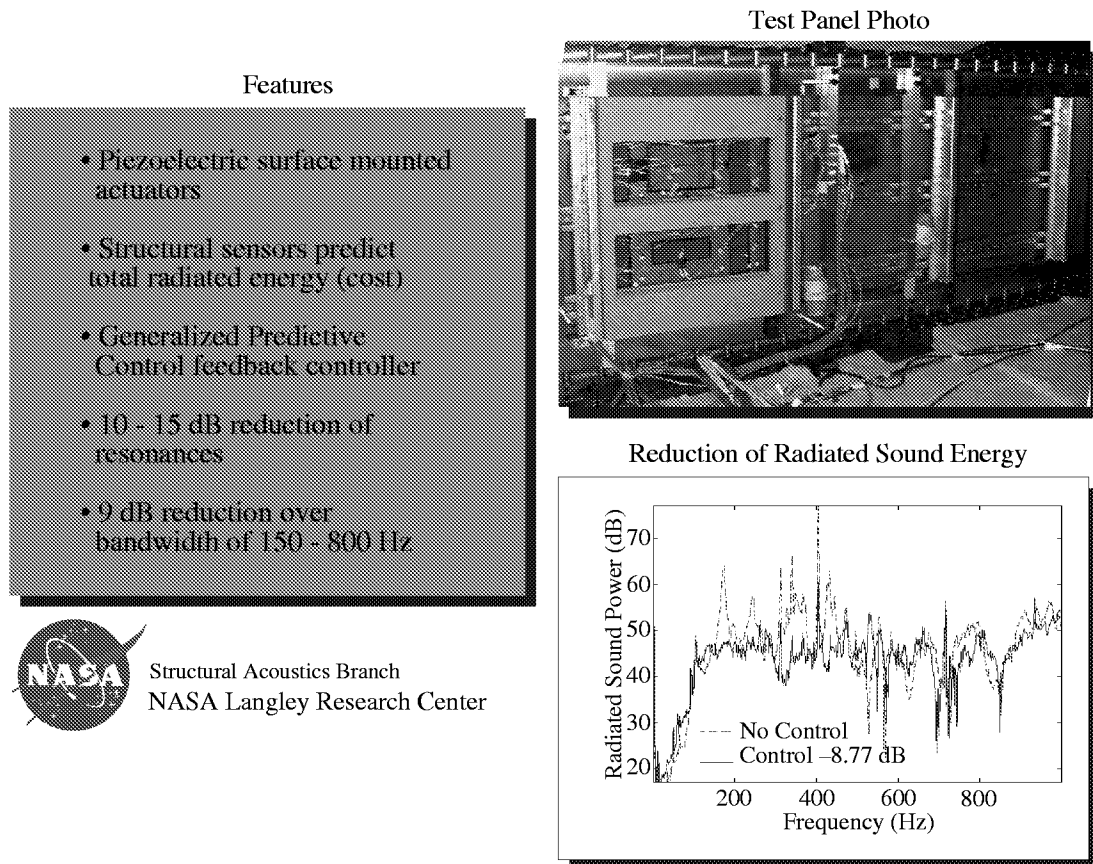 Features
• Piezoelectric surface mounted
actuators
• Structural sensors predict
total radiated energy (cost)
• Generalized Predictive
Control feedback controller
• 10 - 15 dB reduction of
resonances
• 9 dB reduction over
bandwidth of 150 - 800 Hz
NASA
Structural Acoustics Branch
NASA Langley Research Center
Test Panel Photo
Reduction of Radiated Sound Energy
Radiated Sound Power (dB)
70
60
50
40
30
20
No Control
Control –8.77 dB
200 400 600 800
Frequency (Hz)